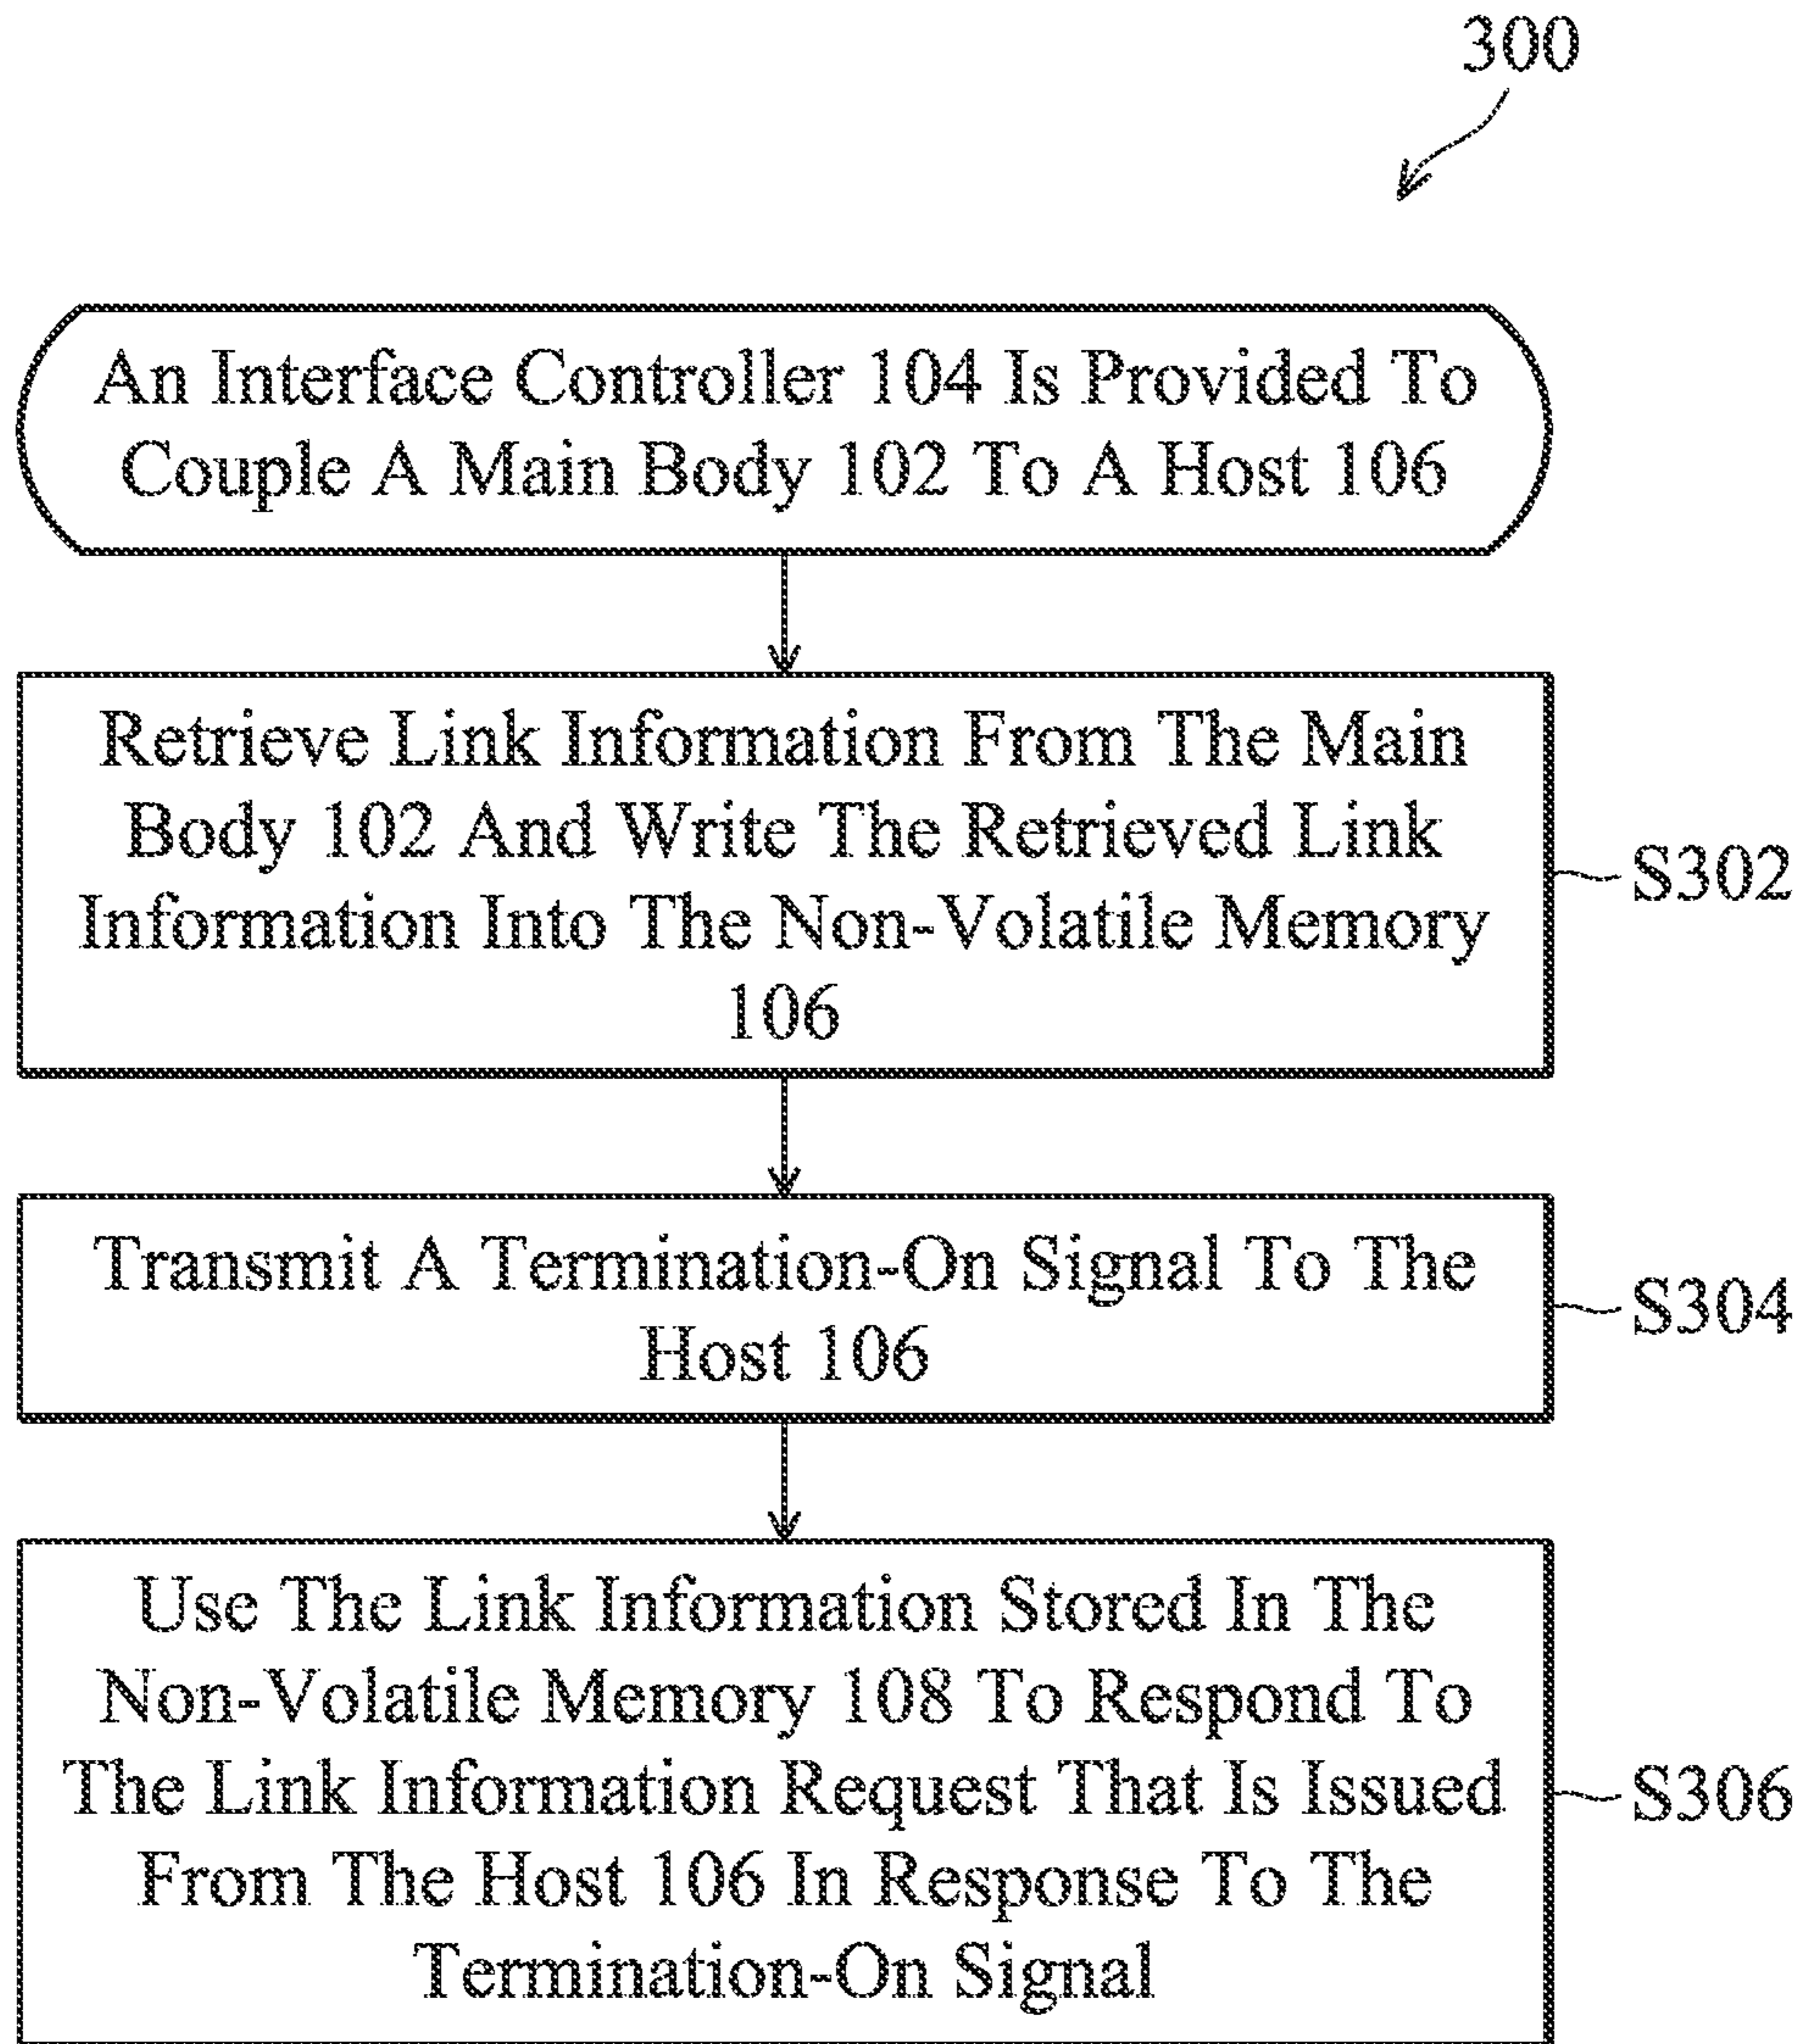 300
An Interface Controller 104 Is Provided To
Couple A Main Body 102 To A Host 106
Retrieve Link Information From The Main
Body 102 And Write The Retrieved Link
Information Into The Non-Volatile Memory
106
S302
Transmit A Termination-On Signal To The
Host 106
S304
Use The Link Information Stored In The
Non-Volatile Memory 108 To Respond To
The Link Information Request That Is Issued
From The Host 106 In Response To The
Termination-On Signal
S306